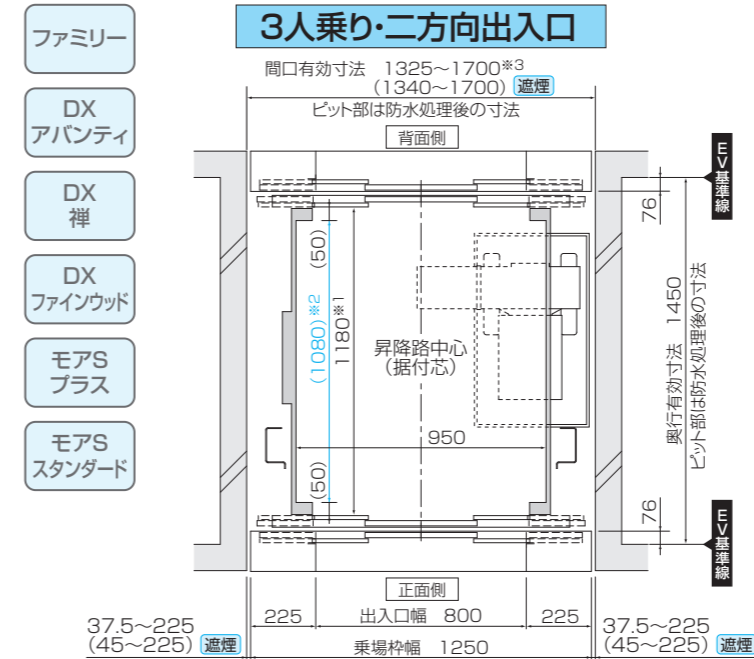 ファミリー
DX
アバンティ
DX
禅
DX
ファインウッド
モアS
プラス
モアS
スタンダード
3人乗り・二方向出入口
間口有効寸法 1325～1700※3
(1340～1700) 遮煙
ピット部は防水処理後の寸法
背面側
EV基準線
76
(50)
(1080)※2
1180※1
昇降路中心
(据付芯)
950
(50)
奥行有効寸法 1450
ピット部は防水処理後の寸法
76
EV基準線
正面側
37.5～225
(45～225) 遮煙
225
出入口幅 800
225
乗場枠幅 1250
37.5～225
(45～225) 遮煙